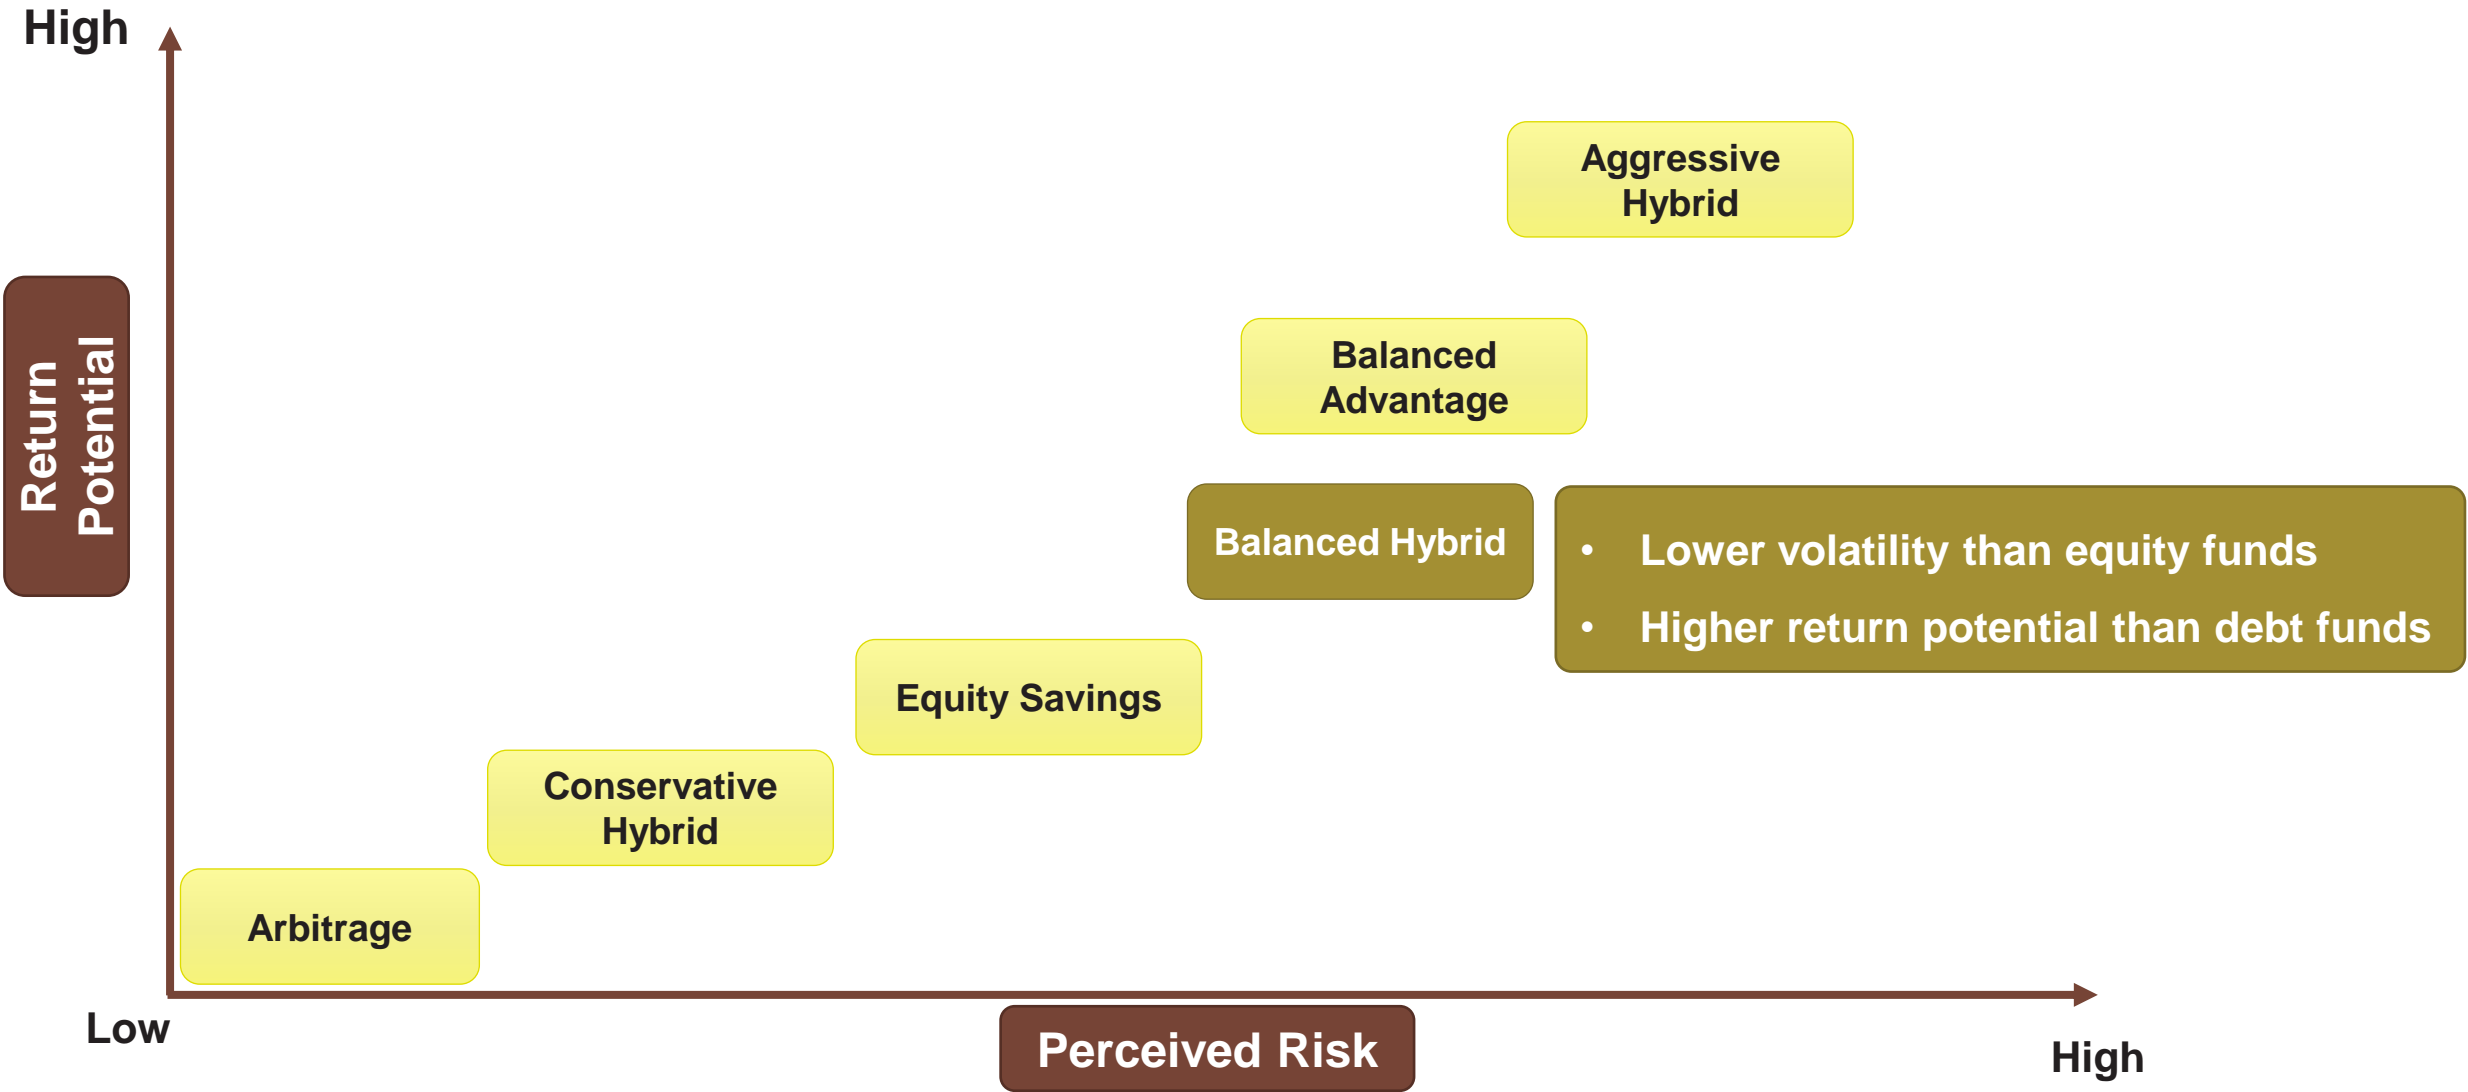 High
Aggressive
Hybrid
Balanced
Advantage
Return
Potential
Balanced Hybrid
• Lower volatility than equity funds
• Higher return potential than debt funds
Equity Savings
Conservative
Hybrid
Arbitrage
Low
Perceived Risk
High